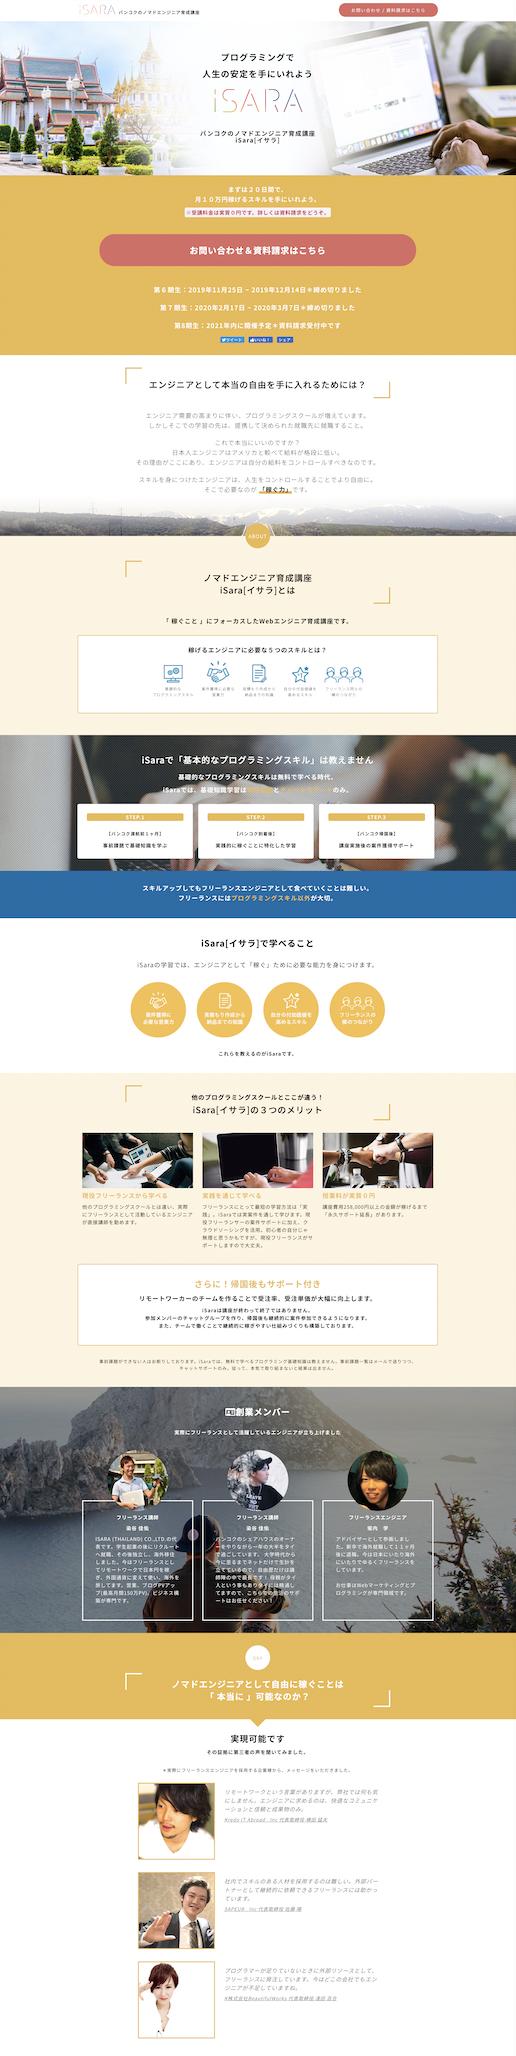 iSARA バンコクのノマドエンジニア育成講座
お問い合わせ / 資料請求はこちら
プログラミングで
人生の安定を手にいれよう
iSARA
バンコクのノマドエンジニア育成講座
iSara[イサラ]
まずは２０日間で、
月１０万円稼げるスキルを手にいれよう。
※受講料金は実質０円です。詳しくは資料請求をどうぞ。
お問い合わせ＆資料請求はこちら
第６期生：2019年11月25日 ~ 2019年12月14日＊締め切りました
第７期生：2020年2月17日 ~ 2020年3月7日＊締め切りました
第8期生：2021年内に開催予定＊資料請求受付中です
ツイート いいね！ シェア
エンジニアとして本当の自由を手に入れるためには？
エンジニア需要の高まりに伴い、プログラミングスクールが増えています。
しかしそこでの学習の先は、提携して決められた就職先に就職すること。
これで本当にいいのですか？
日本人エンジニアはアメリカと較べて給料が格段に低い。
その理由がここにあり、エンジニアは自分の給料をコントロールすべきなのです。
スキルを身につけたエンジニアは、人生をコントロールすることでより自由に。
そこで必要なのが「稼ぐ力」です。
ABOUT
ノマドエンジニア育成講座
iSara[イサラ]とは
「 稼ぐこと 」にフォーカスしたWebエンジニア育成講座です。
稼げるエンジニアに必要な５つのスキルとは？
基礎的な
プログラミングスキル
案件獲得に必要な
営業力
見積もり作成から
納品までの知識
自分の付加価値を
高めるスキル
フリーランス同士の
横のつながり
iSaraで「基本的なプログラミングスキル」は教えません
基礎的なプログラミングスキルは無料で学べる時代。
iSaraでは、基礎知識学習は と のみ。
STEP.1
【バンコク渡航前１ヶ月】
事前課題で基礎知識を学ぶ
STEP.2
【バンコク到着後】
実践的に稼ぐことに特化した学習
STEP.3
【バンコク帰国後】
講座実施後の案件獲得サポート
スキルアップしてもフリーランスエンジニアとして食べていくことは難しい。
フリーランスにはプログラミングスキル以外が大切。
iSara[イサラ]で学べること
iSaraの学習では、エンジニアとして「稼ぐ」ために必要な能力を身につけます。
案件獲得に
必要な営業力
見積もり作成から
納品までの知識
自分の付加価値を
高めるスキル
フリーランスの
横のつながり
これらを教えるのがiSaraです。
他のプログラミングスクールとここが違う！
iSara[イサラ]の３つのメリット
現役フリーランスから学べる
他のプログラミングスクールとは違い、実際
にフリーランスとして活動しているエンジニア
が直接講師を勤めます。
実践を通じて学べる
フリーランスにとって最短の学習方法は「実
践」。iSaraでは実案件を通して学びます。現
役フリーランサーの案件サポートに加え、ク
ラウドソーシングを活用。初心者の自分じゃ
無理と思うかもですが、現役フリーランスがサ
ポートしますので大丈夫。
授業料が実質０円
講座費用258,000円以上の金額が稼げるまで
「永久サポート延長」があります。
さらに！帰国後もサポート付き
リモートワーカーのチームを作ることで受注率、受注単価が大幅に向上します。
iSaraは講座が終わって終了ではありません。
参加メンバーのチャットグループを作り、帰国後も継続的に案件参加できるようになります。
また、チームで働くことで継続的に稼ぎやすい仕組みづくりも構築しております。
事前課題ができない人はお断りしております。iSaraでは、無料で学べるプログラミング基礎知識は教えません。事前課題一覧はメールで送りつつ、
チャットサポートのみ。従って、本気で取り組まないと結果は出ません。
創業メンバー
実際にフリーランスとして活躍しているエンジニアが立ち上げました
フリーランス講師
染谷 佳佑
ISARA (THAILAND) CO.,LTD.の代
表です。学生起業の後にリクルート
へ就職、その後独立し、海外移住
しました。今はフリーランスとし
てリモートワークで日本円を稼
ぎ、外国通貨に変えて使い、海外を
旅してます。営業、ブログPVアッ
プ(最高月間150万PV)、ビジネス構
築が専門です。
フリーランス講師
染谷 佳佑
バンコクのシェアハウスのオーナ
ーをやりながら一年の大半をタイ
で過ごしています。大学時代から
今に至るまでネットだけで生計を
立てているので、自由度だけは講
師陣の中で最長です！母親がタイ
人という事もありタイには精通し
てますので、こちらでの生活のサポ
ートはお任せください！
フリーランスエンジニア
堀内　学
アドバイザーとして参画しまし
た。新卒で海外就職して１１ヶ月
後に退職。今は日本にいたり海外
にいたりでゆるくフリーランスを
しています。
お仕事はWebマーケティングとプ
ログラミングが専門領域です。
Q&A
ノマドエンジニアとして自由に稼ぐことは
「 本当に 」可能なのか？
実現可能です
その証拠に第三者の声を聞いてみました。
＊実際にフリーランスエンジニアを採用する企業様から、メッセージをいただきました。
リモートワークという言葉がありますが、弊社では何も気
にしません。エンジニアに求めるのは、快適なコミュニケ
ーションと信頼と成果物のみ。
Kredo IT Abroad . Inc 代表取締役 横田 猛夫
社内でスキルのある人材を採用するのは難しい。外部パー
トナーとして継続的に依頼できるフリーランスには助かっ
ています。
SAPEUR . Inc 代表取締役 佐藤 陽
プログラマーが足りていないときに外部リソースとして、
フリーランスに発注しています。今はどこの会社でもエン
ジニアが不足していますね。
K株式会社BeautifulWorks 代表取締役 濱田 百合